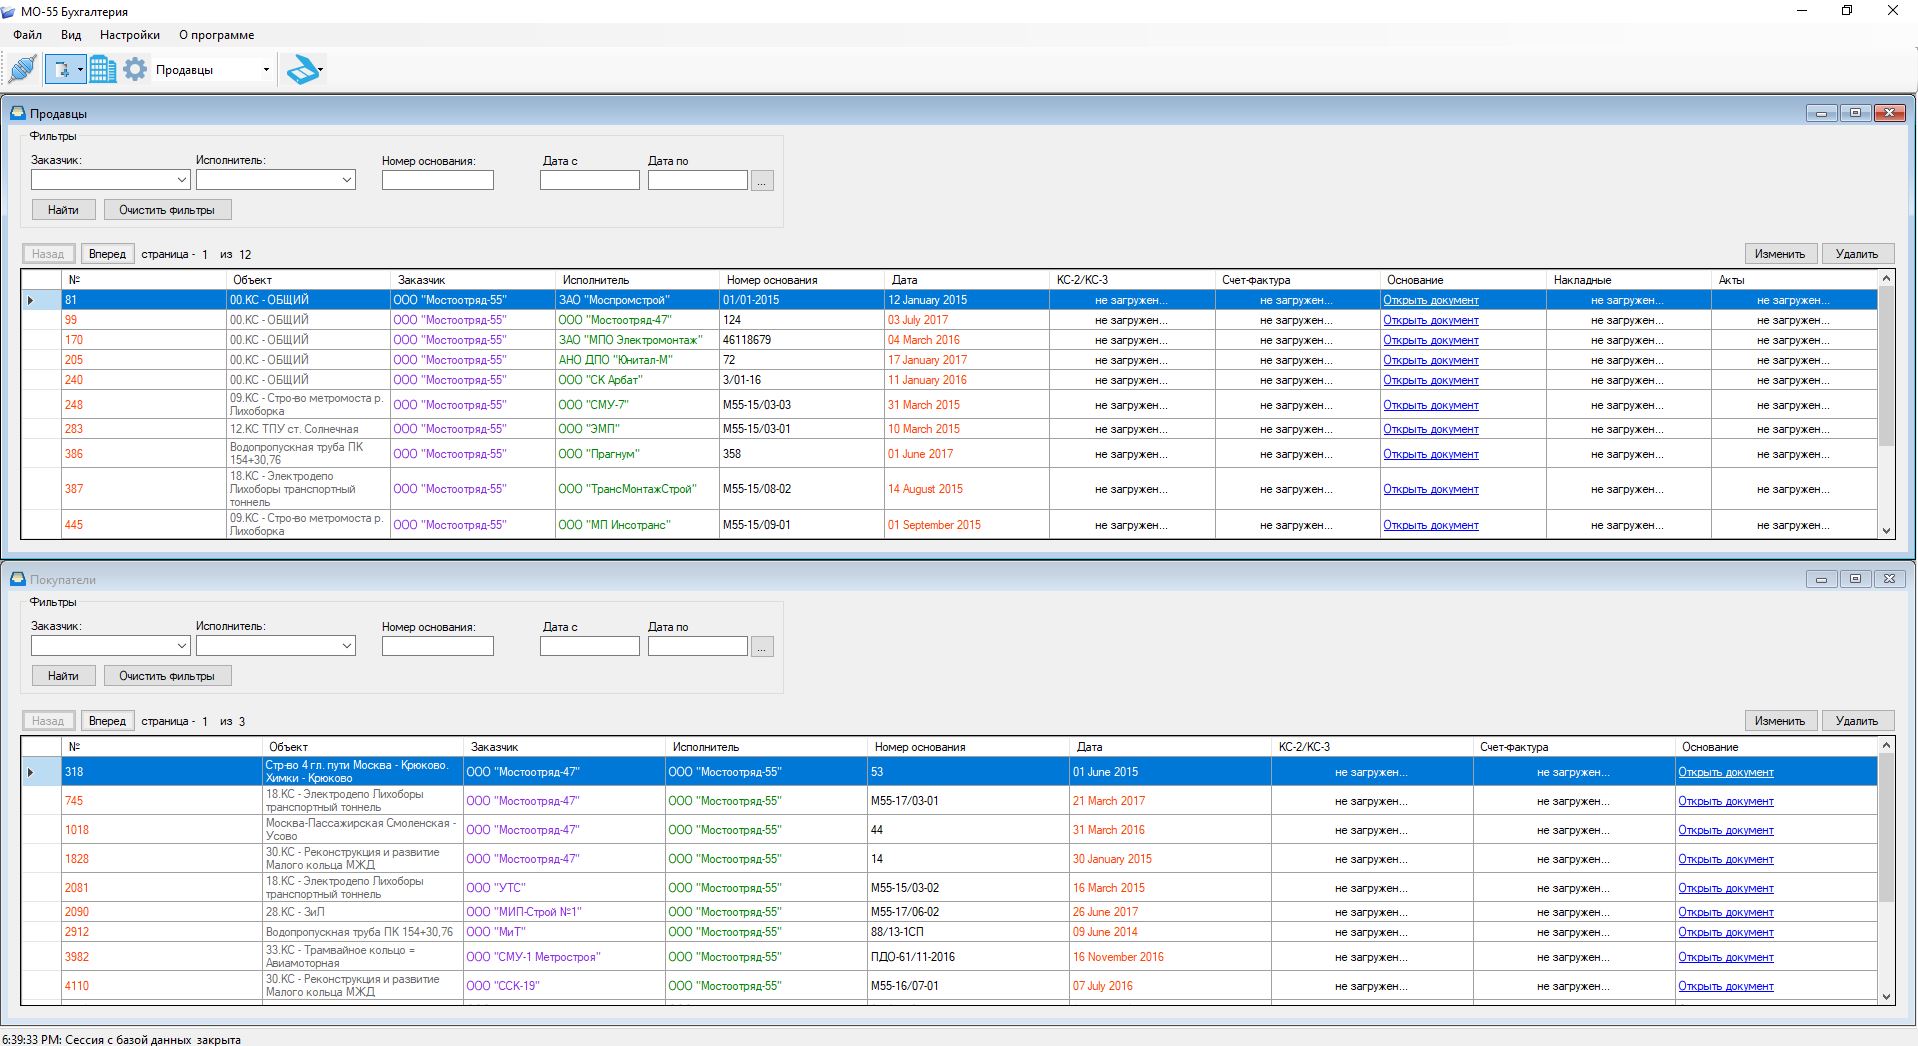 МО-55 Бухгалтерия
Файл Вид Настройки О программе
Продавцы
Продавцы
Фильтры
Заказчик: Исполнитель: Номер основания: Дата с Дата по
...
Найти Очистить фильтры
Назад Вперед страница - 1 из 12 Изменить Удалить
№ Объект Заказчик Исполнитель Номер основания Дата КС-2/КС-3 Счет-фактура Основание Накладные Акты
81 00.КС - ОБЩИЙ ООО "Мостоотряд-55" ЗАО "Моспромстрой" 01/01-2015 12 January 2015 не загружен... не загружен... Открыть документ не загружен... не загружен...
99 00.КС - ОБЩИЙ ООО "Мостоотряд-55" ООО "Мостоотряд-47" 124 03 July 2017 не загружен... не загружен... Открыть документ не загружен... не загружен...
170 00.КС - ОБЩИЙ ООО "Мостоотряд-55" ЗАО "МПО Электромонтаж" 46118679 04 March 2016 не загружен... не загружен... Открыть документ не загружен... не загружен...
205 00.КС - ОБЩИЙ ООО "Мостоотряд-55" АНО ДПО "Юнитал-М" 72 17 January 2017 не загружен... не загружен... Открыть документ не загружен... не загружен...
240 00.КС - ОБЩИЙ ООО "Мостоотряд-55" ООО "СК Арбат" 3/01-16 11 January 2016 не загружен... не загружен... Открыть документ не загружен... не загружен...
248 09.КС - Стро-во метромоста р.
Лихоборка ООО "Мостоотряд-55" ООО "СМУ-7" М55-15/03-03 31 March 2015 не загружен... не загружен... Открыть документ не загружен... не загружен...
283 12.КС ТПУ ст. Солнечная ООО "Мостоотряд-55" ООО "ЭМП" М55-15/03-01 10 March 2015 не загружен... не загружен... Открыть документ не загружен... не загружен...
386 Водопропускная труба ПК
154+30,76 ООО "Мостоотряд-55" ООО "Прагнум" 358 01 June 2017 не загружен... не загружен... Открыть документ не загружен... не загружен...
18.КС - Электродепо
387 Лихоборы транспортный ООО "Мостоотряд-55" ООО "ТрансМонтажСтрой" М55-15/08-02 14 August 2015 не загружен... не загружен... Открыть документ не загружен... не загружен...
тоннель
445 09.КС - Стро-во метромоста р.
Лихоборка ООО "Мостоотряд-55" ООО "МП Инсотранс" М55-15/09-01 01 September 2015 не загружен... не загружен... Открыть документ не загружен... не загружен...
Покупатели
Фильтры
Заказчик: Исполнитель: Номер основания: Дата с Дата по
...
Найти Очистить фильтры
Назад Вперед страница - 1 из 3 Изменить Удалить
№ Объект Заказчик Исполнитель Номер основания Дата КС-2/КС-3 Счет-фактура Основание
318 Стр-во 4 гл. пути Москва - Крюково.
Химки - Крюково ООО "Мостоотряд-47" ООО "Мостоотряд-55" 53 01 June 2015 не загружен... не загружен... Открыть документ
745 18.КС - Электродепо Лихоборы
транспортный тоннель ООО "Мостоотряд-47" ООО "Мостоотряд-55" М55-17/03-01 21 March 2017 не загружен... не загружен... Открыть документ
1018 Москва-Пассажирская Смоленская -
Усово ООО "Мостоотряд-47" ООО "Мостоотряд-55" 44 31 March 2016 не загружен... не загружен... Открыть документ
1828 30.КС - Реконструкция и развитие
Малого кольца МЖД ООО "Мостоотряд-47" ООО "Мостоотряд-55" 14 30 January 2015 не загружен... не загружен... Открыть документ
2081 18.КС - Электродепо Лихоборы
транспортный тоннель ООО "УТС" ООО "Мостоотряд-55" М55-15/03-02 16 March 2015 не загружен... не загружен... Открыть документ
2090 28.КС - ЗиЛ ООО "МИП-Строй №1" ООО "Мостоотряд-55" М55-17/06-02 26 June 2017 не загружен... не загружен... Открыть документ
2912 Водопропускная труба ПК 154+30,76 ООО "МиТ" ООО "Мостоотряд-55" 88/13-1СП 09 June 2014 не загружен... не загружен... Открыть документ
3982 33.КС - Трамвайное кольцо =
Авиамоторная ООО "СМУ-1 Метростроя" ООО "Мостоотряд-55" ПДО-61/11-2016 16 November 2016 не загружен... не загружен... Открыть документ
4110 30.КС - Реконструкция и развитие
Малого кольца МЖД ООО "ССК-19" ООО "Мостоотряд-55" М55-16/07-01 07 July 2016 не загружен... не загружен... Открыть документ
6:39:33 PM: Сессия с базой данных закрыта